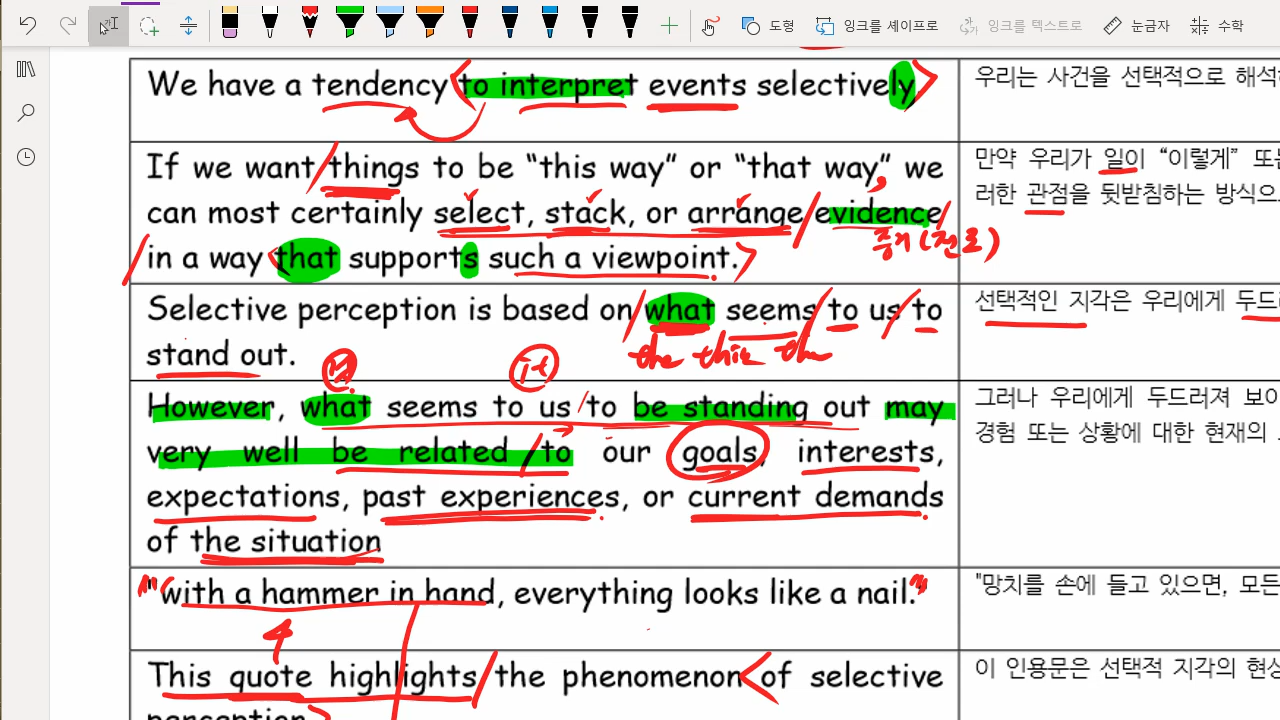 도형
잉크를 셰이프로
잉크를 텍스트로
눈금자
수학
We have a tendency to interpret events selectively
우리는 사건을 선택적으로 해석
If we want things to be “this way” or “that way”, we
can most certainly select, stack, or arrange evidence
in a way that supports such a viewpoint.
증거 (진로)
만약 우리가 일이 “이렇게” 또는
러한 관점을 뒷받침하는 방식으
Selective perception is based on what seems to us to
stand out.
the thin the
선택적인 지각은 우리에게 두드러
it
However, what seems to us to be standing out may
very well be related to our goals, interests,
expectations, past experiences, or current demands
of the situation
그러나 우리에게 두드러져 보이
경험 또는 상황에 대한 현재의
"with a hammer in hand, everything looks like a nail."
"망치를 손에 들고 있으면, 모든
This quote highlights the phenomenon of selective
perception
이 인용문은 선택적 지각의 현상